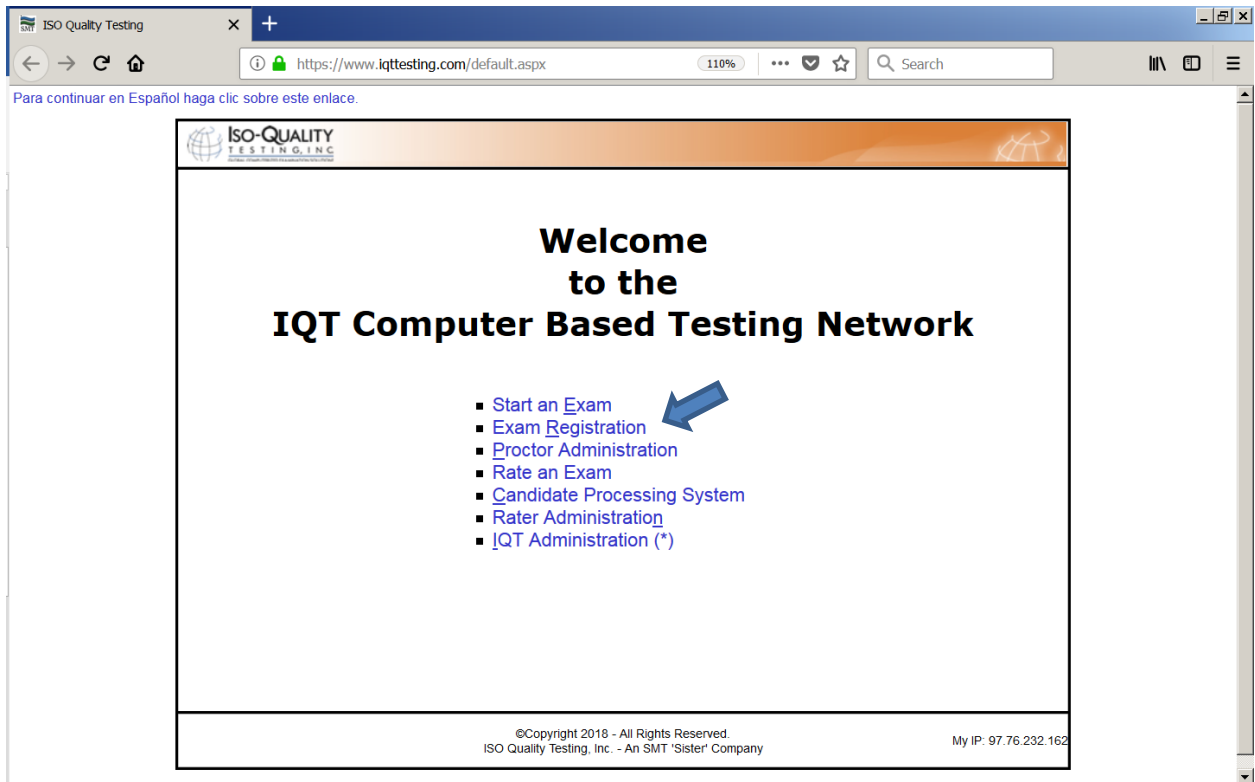 ISO Quality Testing
https://www.iqttesting.com/default.aspx
110%
Search
Para continuar en Español haga clic sobre este enlace.
ISO-QUALITY
TESTING, INC
Welcome
to the
IQT Computer Based Testing Network
Start an Exam
Exam Registration
Proctor Administration
Rate an Exam
Candidate Processing System
Rater Administration
IQT Administration (*)
©Copyright 2018 - All Rights Reserved.
ISO Quality Testing, Inc. - An SMT 'Sister' Company
My IP: 97.76.232.162